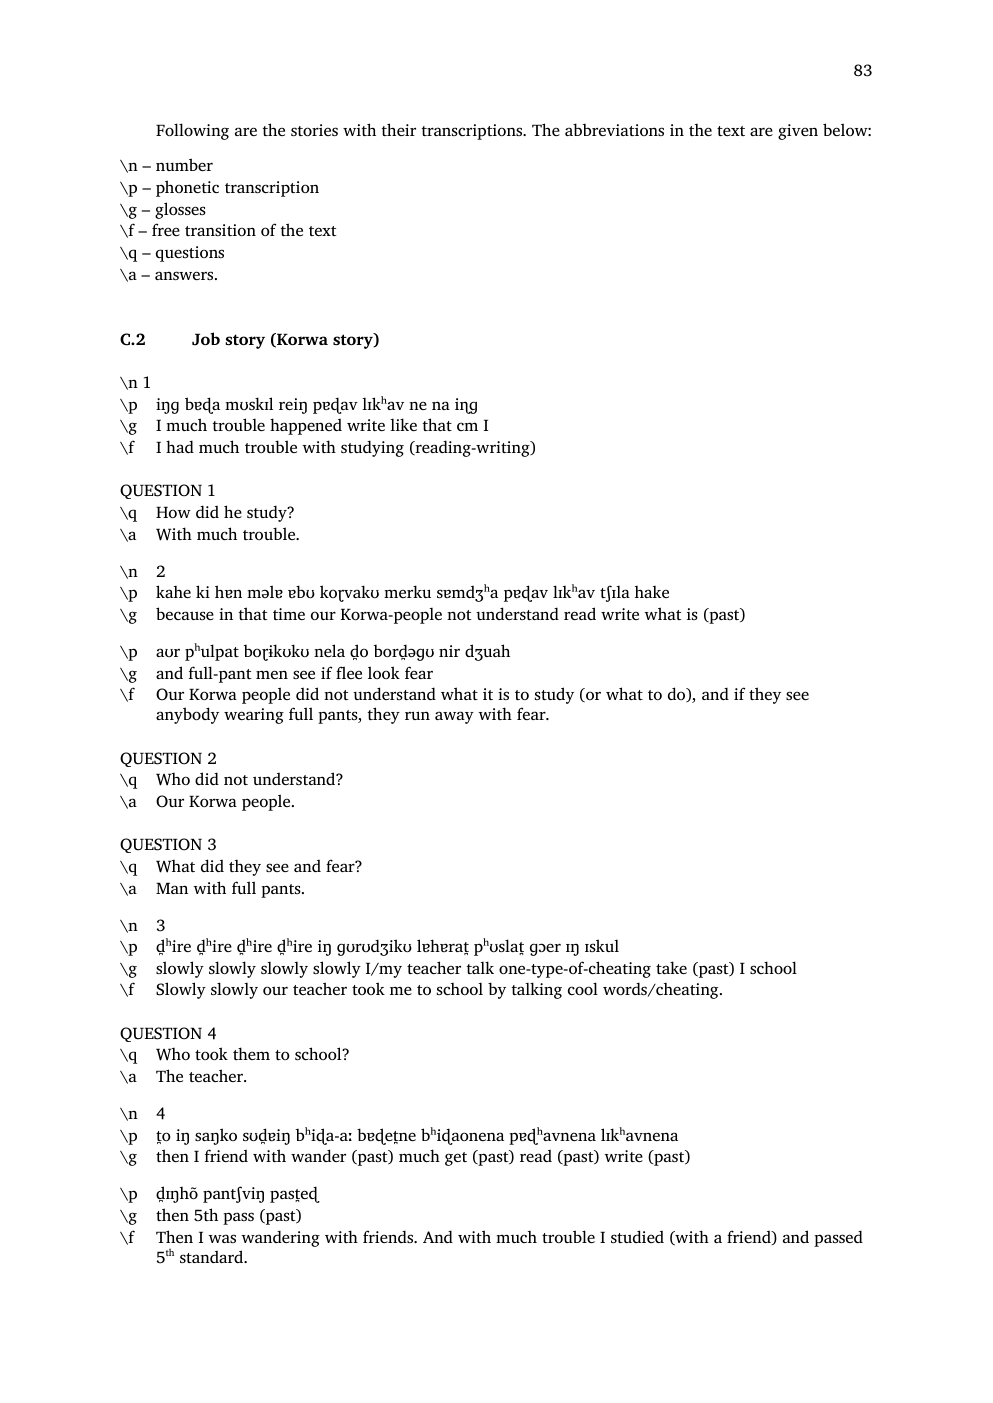 83
Following are the stories with their transcriptions. The abbreviations in the text are given below:
\n – number
\p – phonetic transcription
\g – glosses
\f – free transition of the text
\q – questions
\a – answers.
C.2 Job story (Korwa story)
\n 1
\p iŋɡ bɐɖa mʊskɪl reiŋ pɐɖav lɪkʰav ne na iŋɡ
\g I much trouble happened write like that cm I
\f I had much trouble with studying (reading-writing)
QUESTION 1
\q How did he study?
\a With much trouble.
\n 2
\p kahe ki hɐn məlɐ ɐbʊ koɽvakʊ merku sɐmdʒʰa pɐɖav lɪkʰav tʃɪla hake
\g because in that time our Korwa-people not understand read write what is (past)
\p aʊr pʰulpat boɽɨkʊkʊ nela d̪o bord̪əɡʊ nir dʒuah
\g and full-pant men see if flee look fear
\f Our Korwa people did not understand what it is to study (or what to do), and if they see
anybody wearing full pants, they run away with fear.
QUESTION 2
\q Who did not understand?
\a Our Korwa people.
QUESTION 3
\q What did they see and fear?
\a Man with full pants.
\n 3
\p d̪ʰire d̪ʰire d̪ʰire d̪ʰire iŋ ɡʊrʊdʒikʊ lɐhɐrat̪ pʰʊslat̪ ɡɔer ɪŋ ɪskul
\g slowly slowly slowly slowly I/my teacher talk one-type-of-cheating take (past) I school
\f Slowly slowly our teacher took me to school by talking cool words/cheating.
QUESTION 4
\q Who took them to school?
\a The teacher.
\n 4
\p t̪o iŋ saŋko sʊd̪ɐiŋ bʰiɖa-aː bɐɖet̪ne bʰiɖaonena pɐɖʰavnena lɪkʰavnena
\g then I friend with wander (past) much get (past) read (past) write (past)
\p d̪ɪŋhõ pantʃviŋ past̪eɖ
\g then 5th pass (past)
\f Then I was wandering with friends. And with much trouble I studied (with a friend) and passed
5th standard.